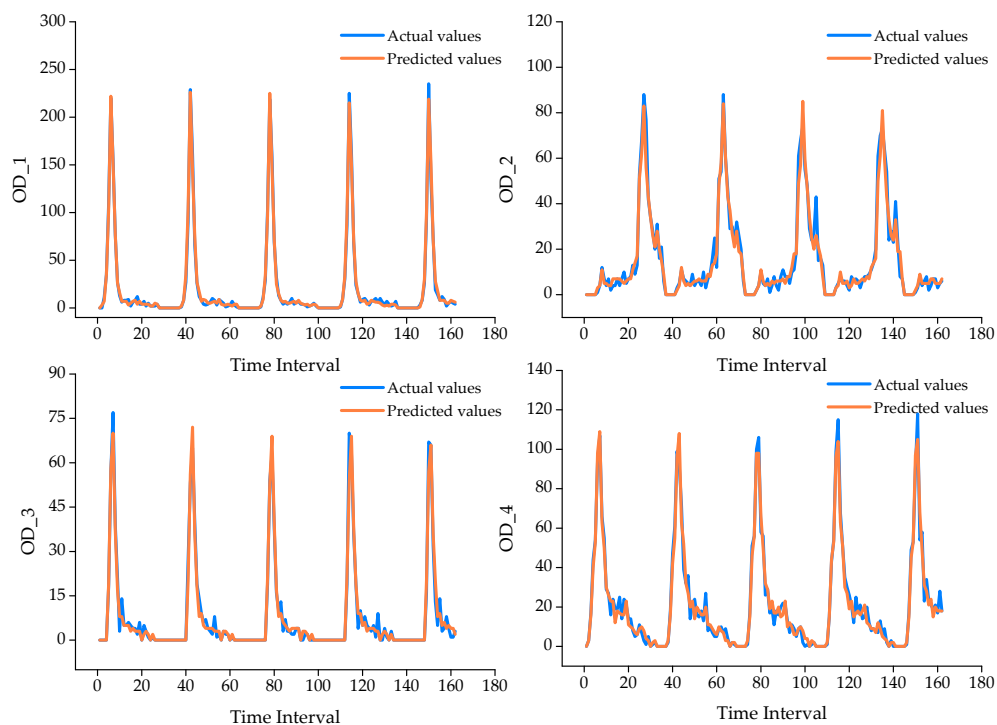 300
250
200
150
100
50
0
OD_1
0 20 40 60 80 100 120 140 160 180
Time Interval
Actual values
Predicted values
120
100
80
60
40
20
0
OD_2
0 20 40 60 80 100 120 140 160 180
Time Interval
Actual values
Predicted values
90
75
60
45
30
15
0
OD_3
0 20 40 60 80 100 120 140 160 180
Time Interval
Actual values
Predicted values
140
120
100
80
60
40
20
0
OD_4
0 20 40 60 80 100 120 140 160 180
Time Interval
Actual values
Predicted values